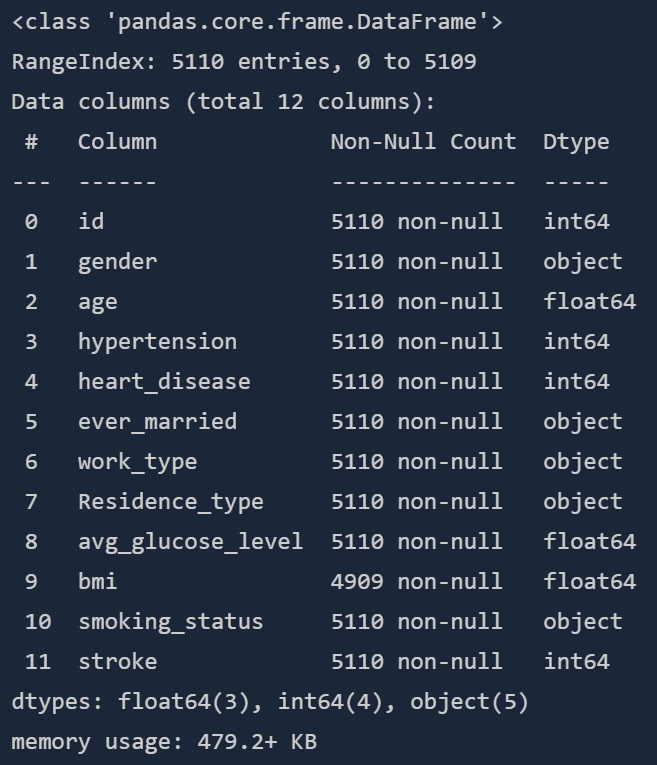 <class 'pandas.core.frame.DataFrame'>
RangeIndex: 5110 entries, 0 to 5109
Data columns (total 12 columns):
 #   Column             Non-Null Count  Dtype
---  ------             --------------  -----
 0   id                 5110 non-null   int64
 1   gender             5110 non-null   object
 2   age                5110 non-null   float64
 3   hypertension       5110 non-null   int64
 4   heart_disease      5110 non-null   int64
 5   ever_married       5110 non-null   object
 6   work_type          5110 non-null   object
 7   Residence_type     5110 non-null   object
 8   avg_glucose_level  5110 non-null   float64
 9   bmi                4909 non-null   float64
 10  smoking_status     5110 non-null   object
 11  stroke             5110 non-null   int64
dtypes: float64(3), int64(4), object(5)
memory usage: 479.2+ KB